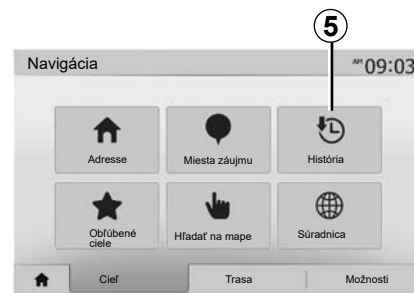 5
Navigácia
AM 09:03
Adresse
Miesta záujmu
História
Obľúbené
ciele
Hľadať na mape
Súradnica
Cieľ
Trasa
Možnosti